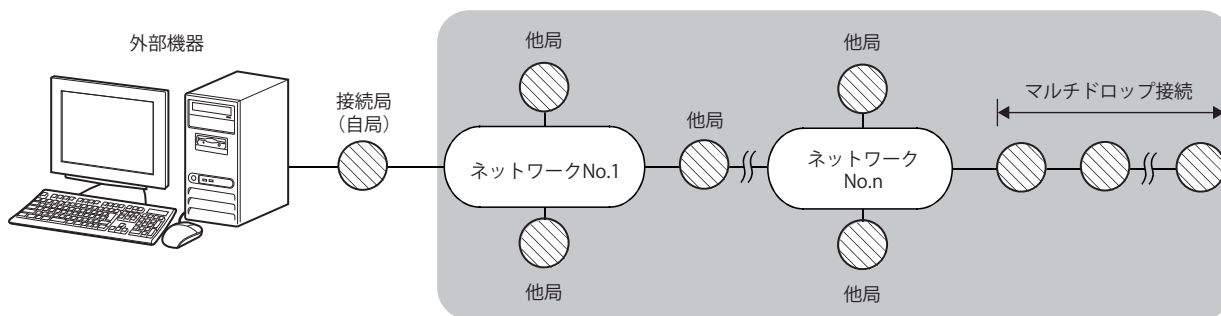 外部機器
接続局
（自局）
他局
ネットワークNo.1
他局
他局
他局
ネットワーク
No.n
他局
マルチドロップ接続